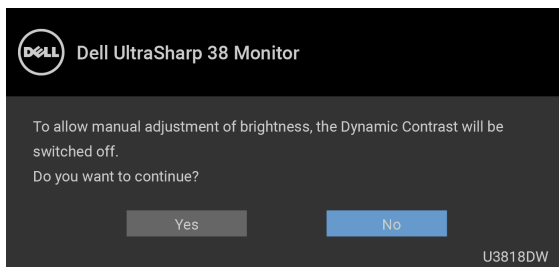 DELL Dell UltraSharp 38 Monitor
To allow manual adjustment of brightness, the Dynamic Contrast will be
switched off.
Do you want to continue?
Yes No
U3818DW